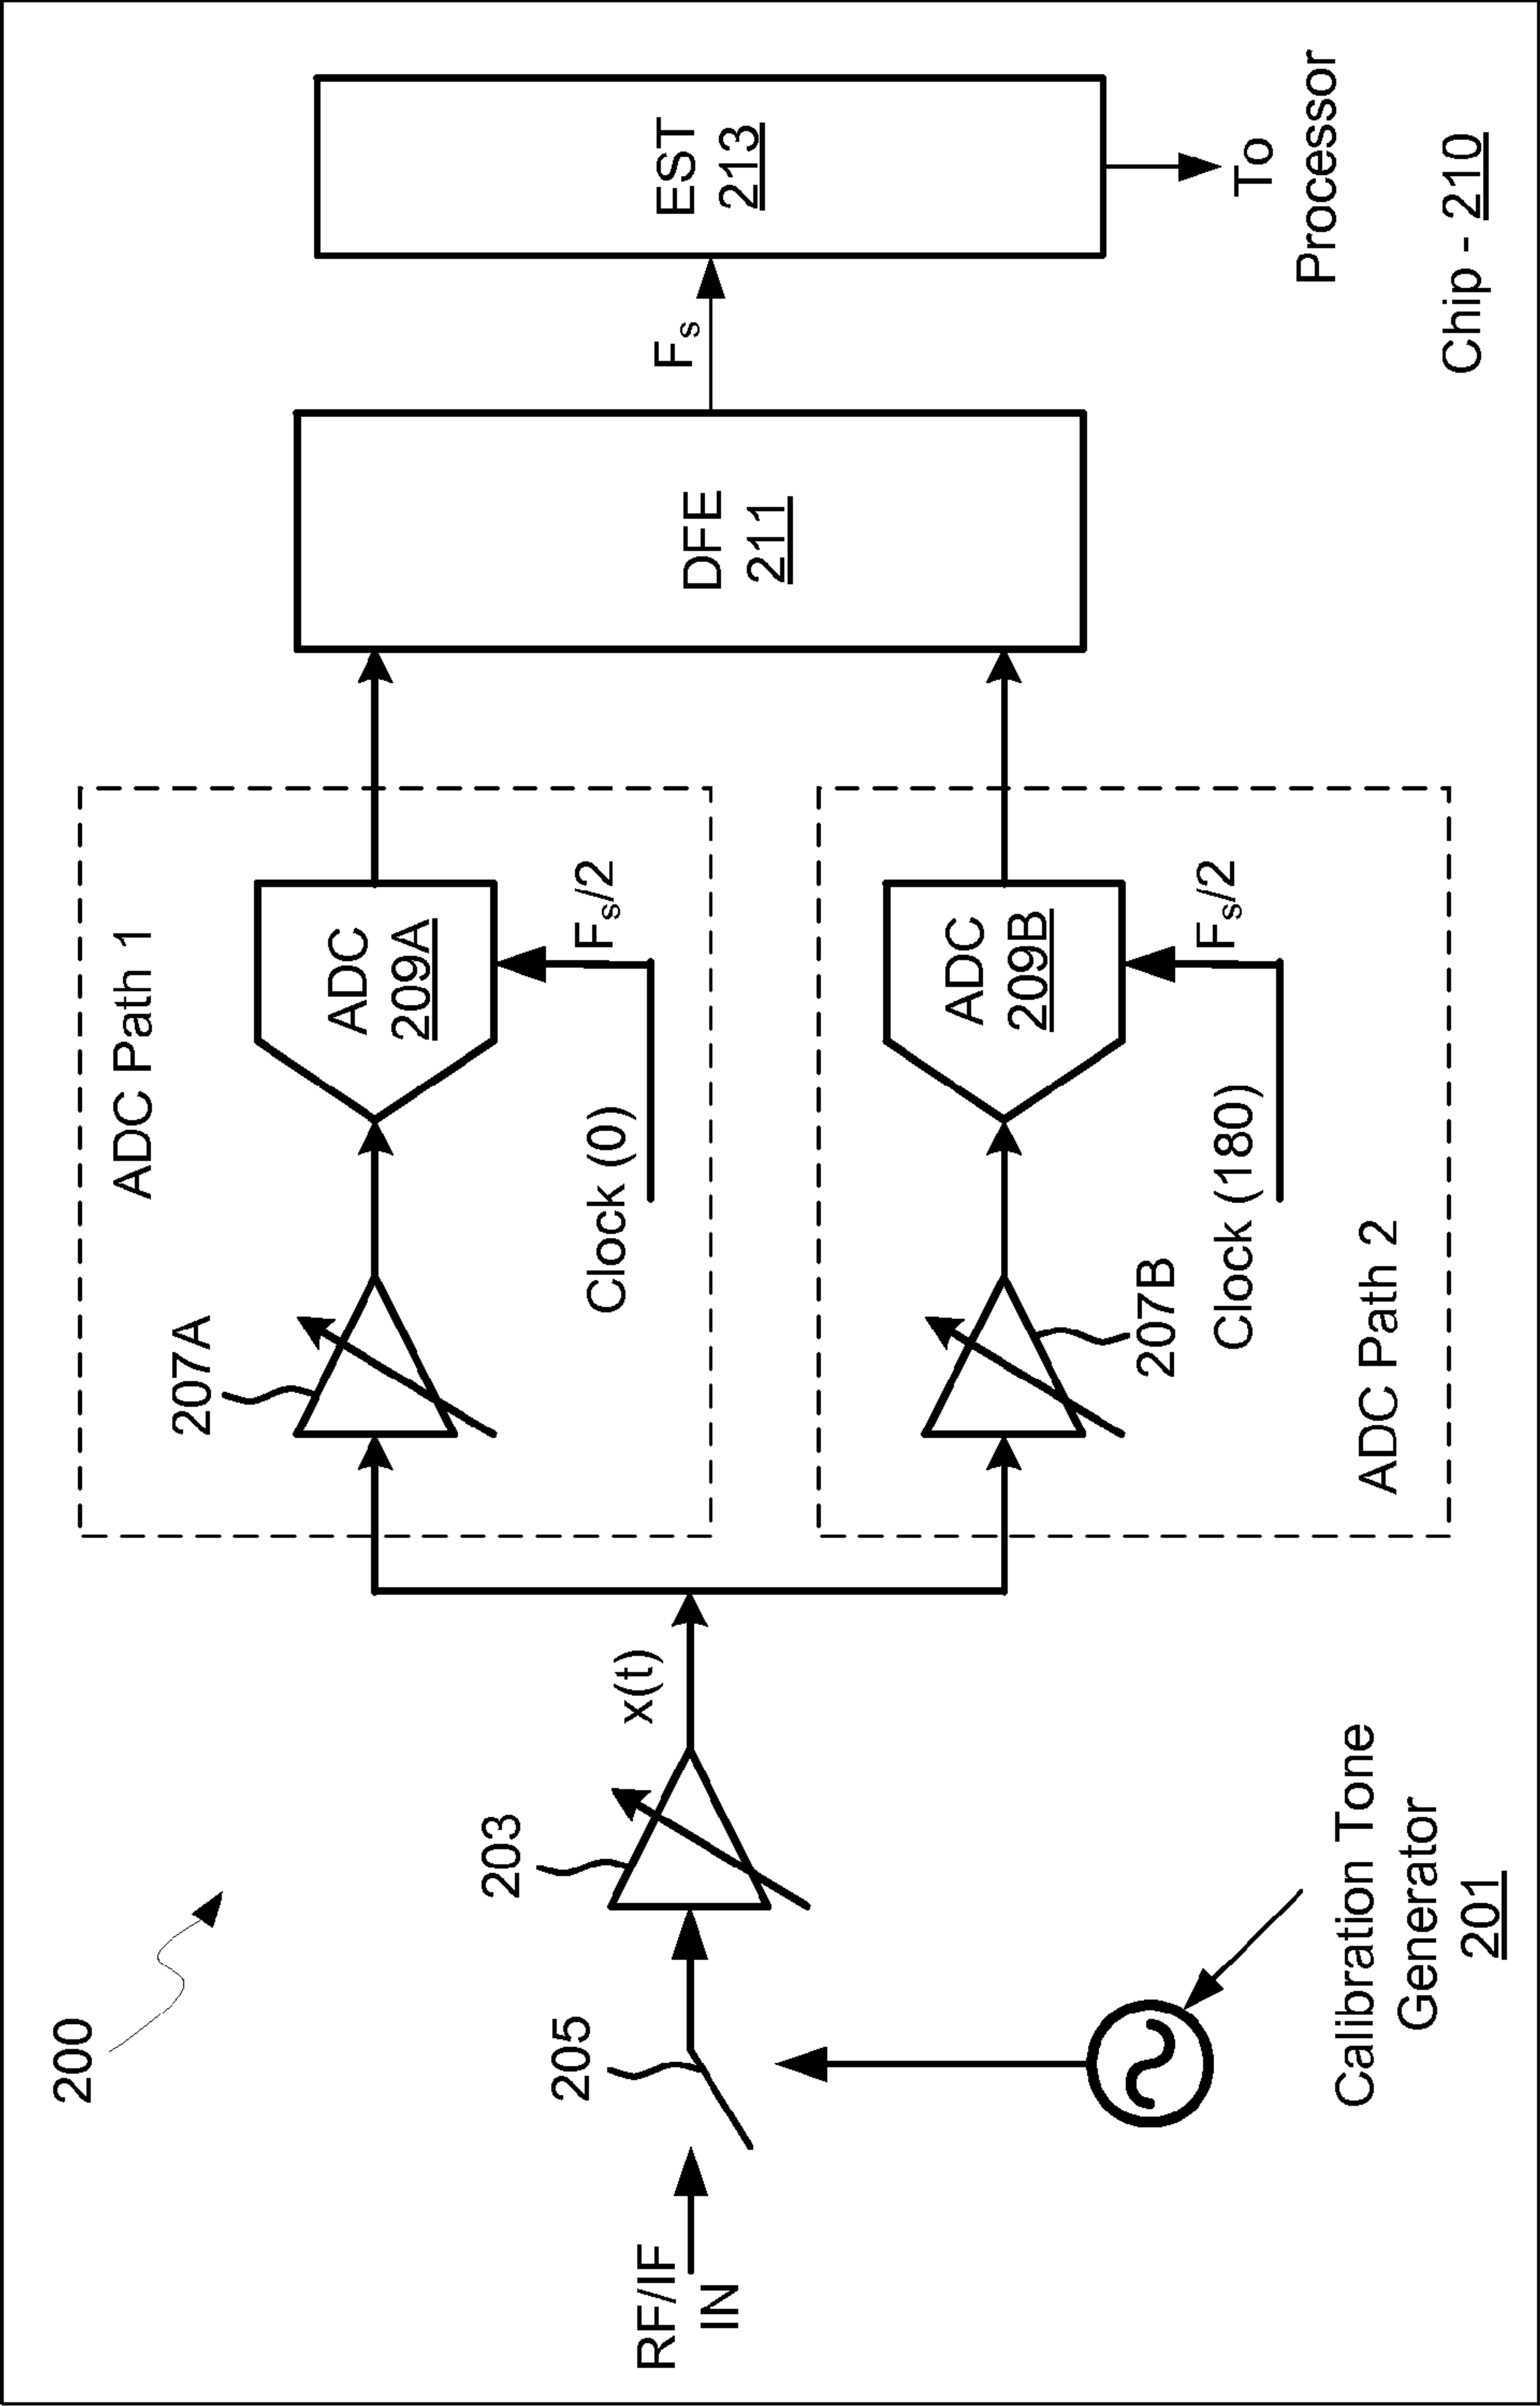 200
ADC Path 1
207A
ADC
209A
Clock (0)
Fs/2
RF/IF
IN
205
203
x(t)
DFE
211
Fs
EST
213
To
Processor
207B
ADC
209B
Clock (180)
Fs/2
ADC Path 2
Calibration Tone
Generator
201
Chip - 210